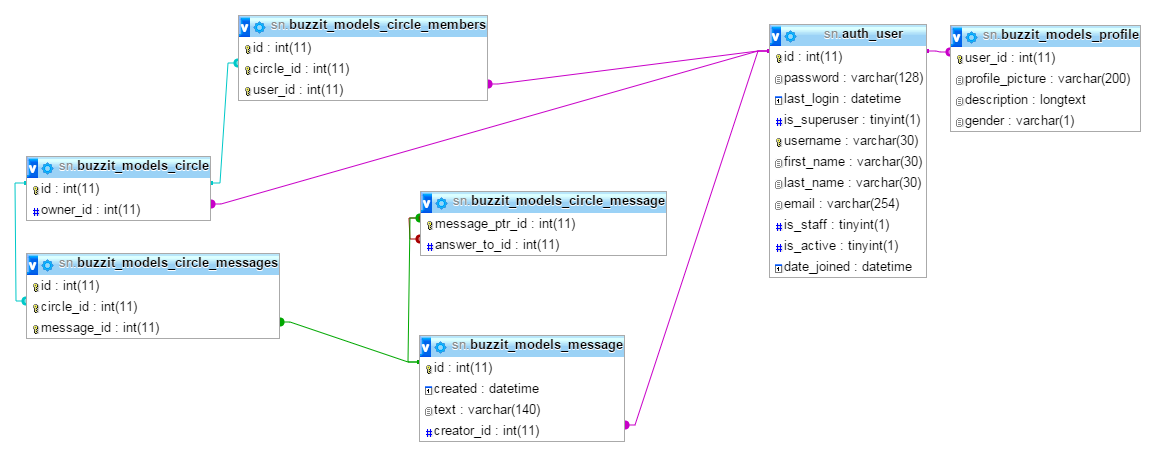 v sn.buzzit_models_circle_members
id : int(11)
circle_id : int(11)
user_id : int(11)
v sn.auth_user
id : int(11)
password : varchar(128)
last_login : datetime
is_superuser : tinyint(1)
username : varchar(30)
first_name : varchar(30)
last_name : varchar(30)
email : varchar(254)
is_staff : tinyint(1)
is_active : tinyint(1)
date_joined : datetime
v sn.buzzit_models_profile
user_id : int(11)
profile_picture : varchar(200)
description : longtext
gender : varchar(1)
v sn.buzzit_models_circle
id : int(11)
# owner_id : int(11)
v sn.buzzit_models_circle_message
message_ptr_id : int(11)
# answer_to_id : int(11)
v sn.buzzit_models_circle_messages
id : int(11)
circle_id : int(11)
message_id : int(11)
v sn.buzzit_models_message
id : int(11)
created : datetime
text : varchar(140)
# creator_id : int(11)